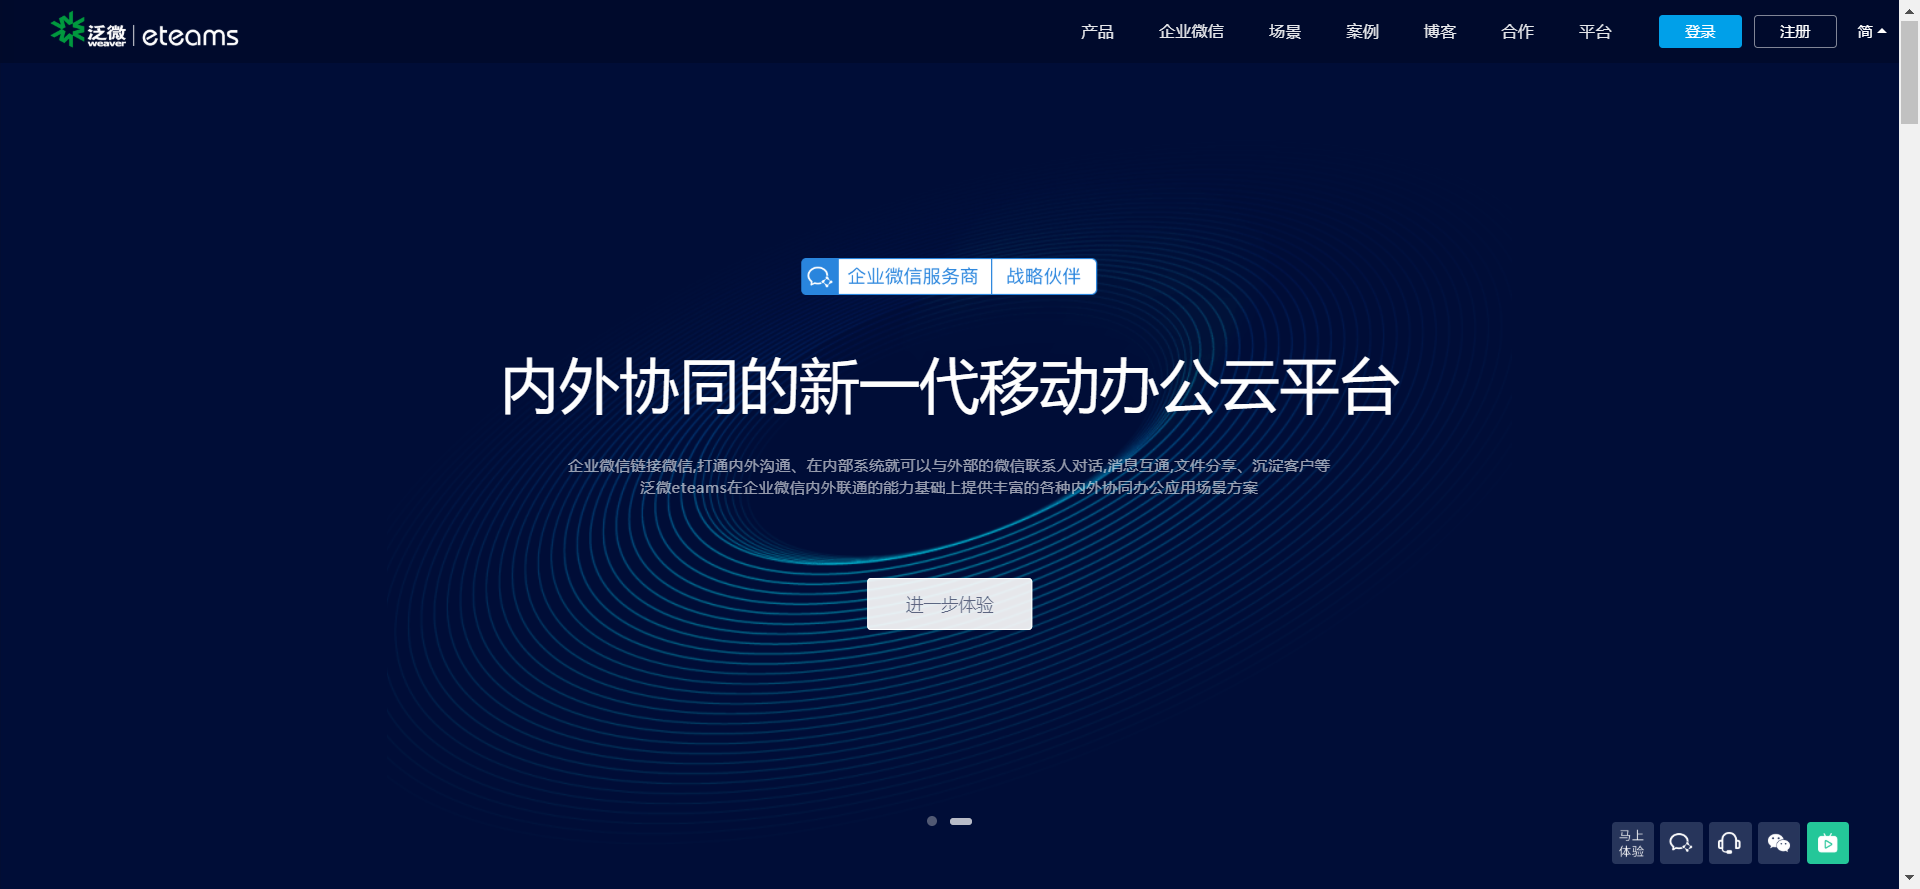 泛微 weaver eteams
产品 企业微信 场景 案例 博客 合作 平台 登录 注册 简
企业微信服务商 战略伙伴
内外协同的新一代移动办公云平台
企业微信链接微信,打通内外沟通、在内部系统就可以与外部的微信联系人对话,消息互通,文件分享、沉淀客户等
泛微eteams在企业微信内外联通的能力基础上提供丰富的各种内外协同办公应用场景方案
进一步体验
马上
体验